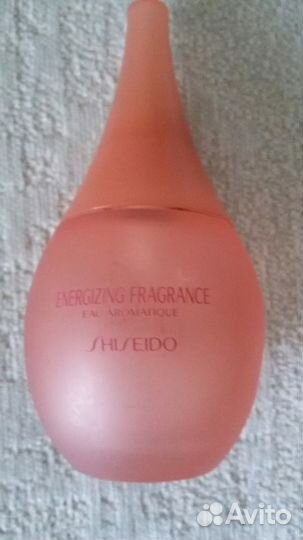 ENERGIZING FRAGRANCE
EAU AROMATIQUE
SHISEIDO
Avito